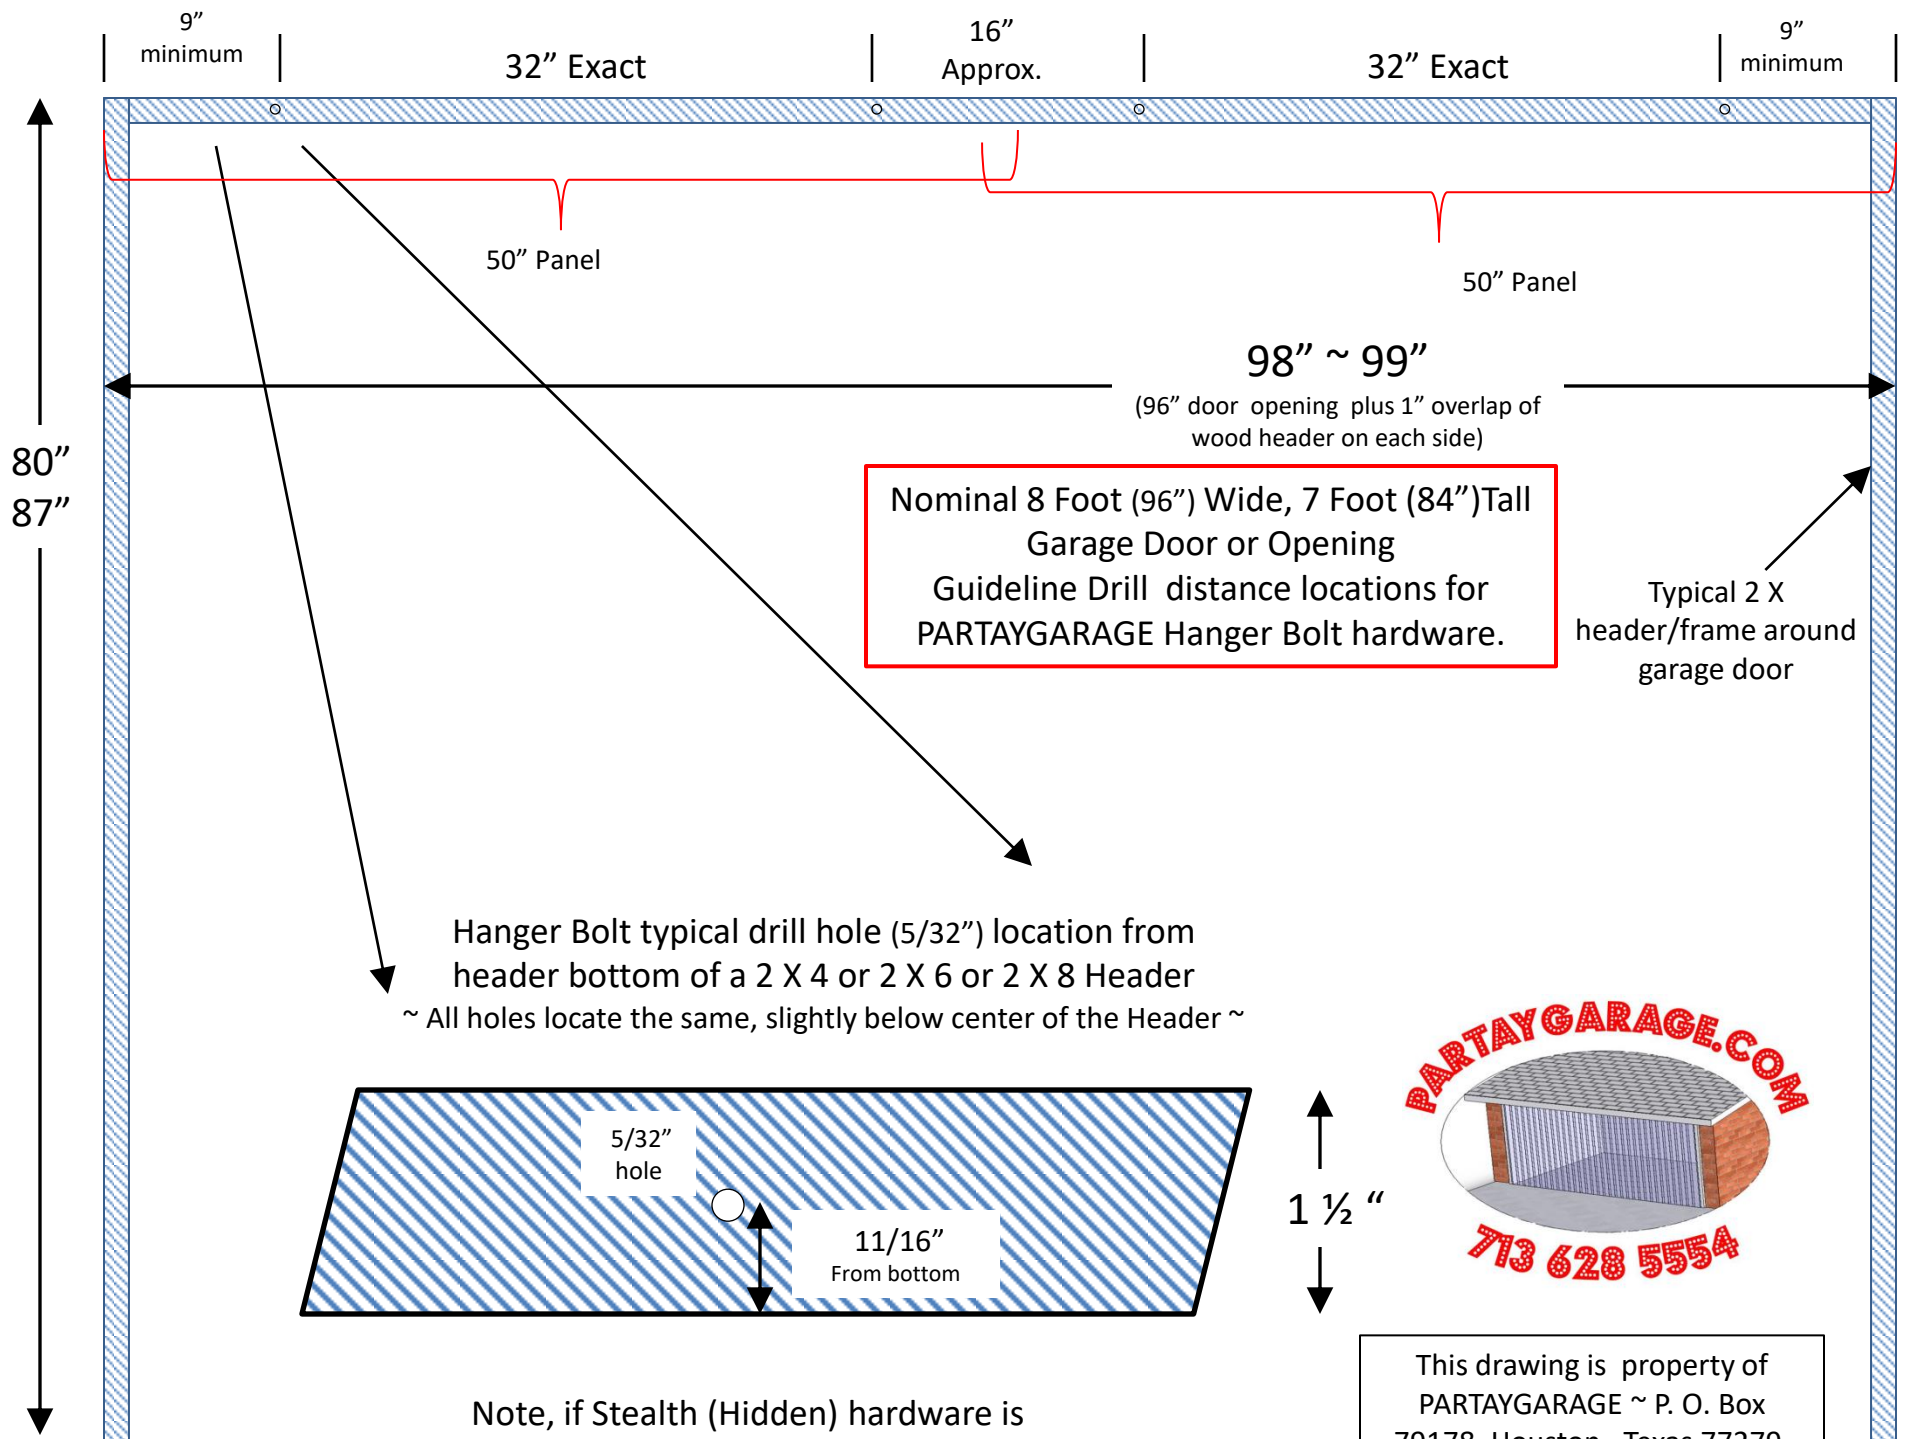 9”
minimum
32” Exact
16”
Approx.
32” Exact
9”
minimum
50” Panel
50” Panel
98” ~ 99”
(96” door opening plus 1” overlap of
wood header on each side)
80”
87”
Nominal 8 Foot (96”) Wide, 7 Foot (84”)Tall
Garage Door or Opening
Guideline Drill distance locations for
PARTAYGARAGE Hanger Bolt hardware.
Typical 2 X
header/frame around
garage door
Hanger Bolt typical drill hole (5/32”) location from
header bottom of a 2 X 4 or 2 X 6 or 2 X 8 Header
~ All holes locate the same, slightly below center of the Header ~
5/32”
hole
11/16”
From bottom
1 ½ “
PARTAYGARAGE.COM
713 628 5554
Note, if Stealth (Hidden) hardware is
This drawing is property of
PARTAYGARAGE ~ P. O. Box
79178, Houston, Texas 77279